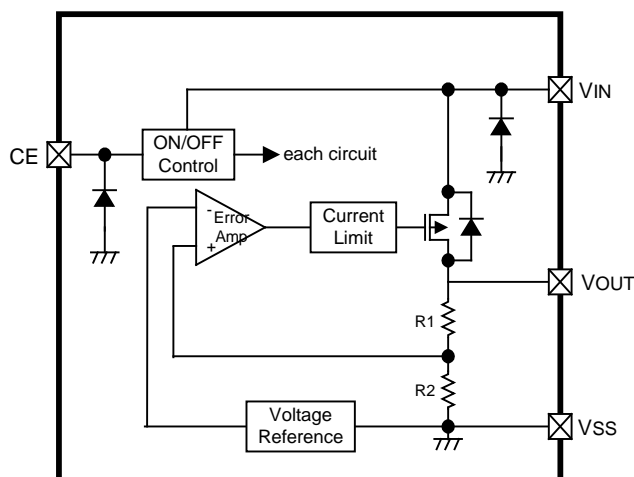 VIN
CE
ON/OFF
Control
each circuit
-
Error
Amp
+
Current
Limit
VOUT
R1
R2
Voltage
Reference
VSS